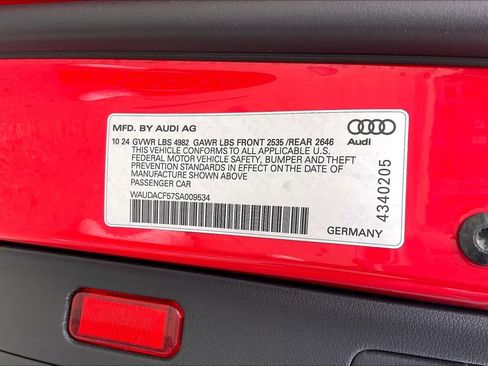 MFD. BY AUDI AG
Audi
10 24 GVWR LBS 4982 GAWR LBS FRONT 2535 /REAR 2646
THIS VEHICLE CONFORMS TO ALL APPLICABLE U.S.
FEDERAL MOTOR VEHICLE SAFETY, BUMPER AND THEFT
PREVENTION STANDARDS IN EFFECT ON THE DATE OF
MANUFACTURE SHOWN ABOVE
PASSENGER CAR
WAUDACF57SA009534
GERMANY
4340205